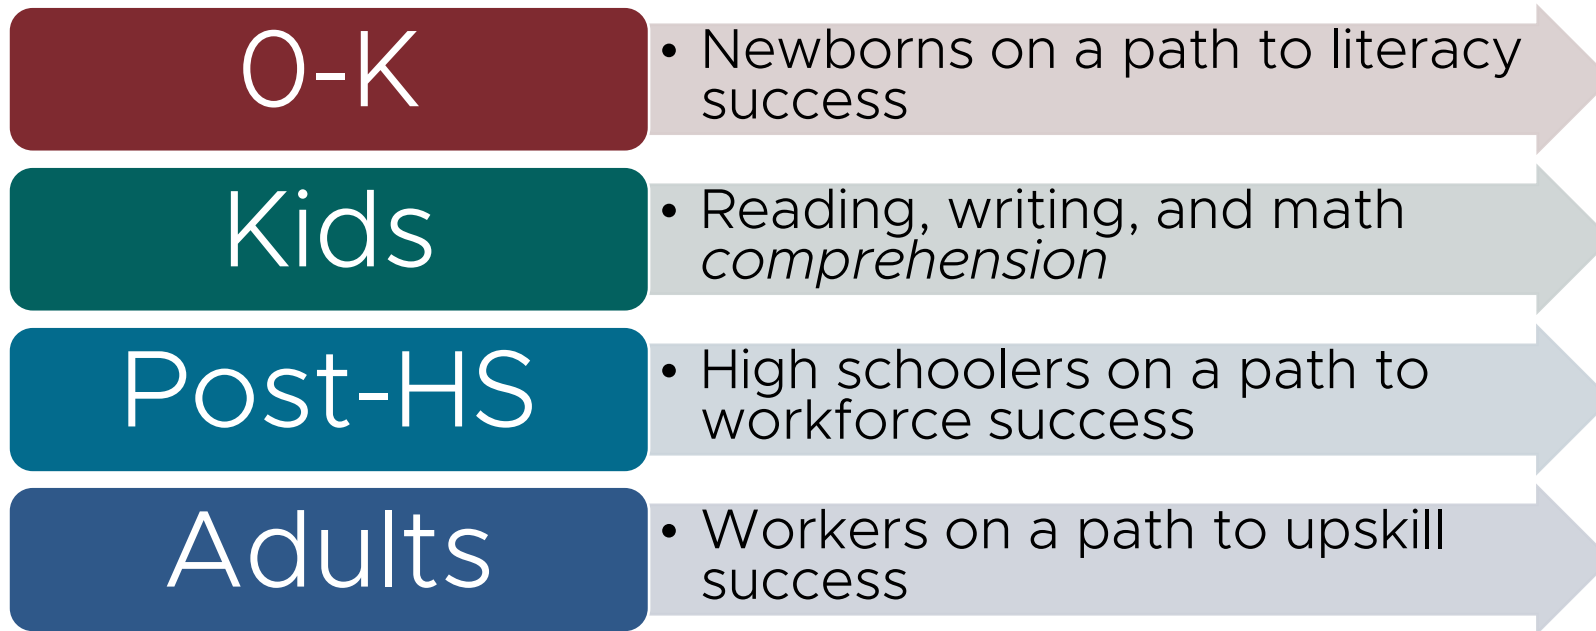 0-K
• Newborns on a path to literacy
success
Kids
• Reading, writing, and math
comprehension
Post-HS
• High schoolers on a path to
workforce success
Adults
• Workers on a path to upskill
success